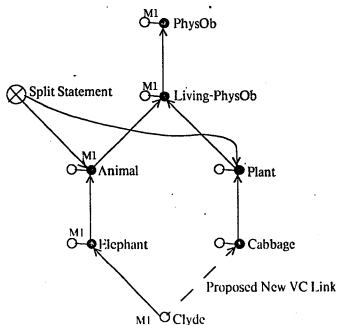 M1
PhysOb
M1
Living-PhysOb
Split Statement
M1
Animal
Plant
M1
Elephant
Cabbage
Proposed New VC Link
M1 Clyde